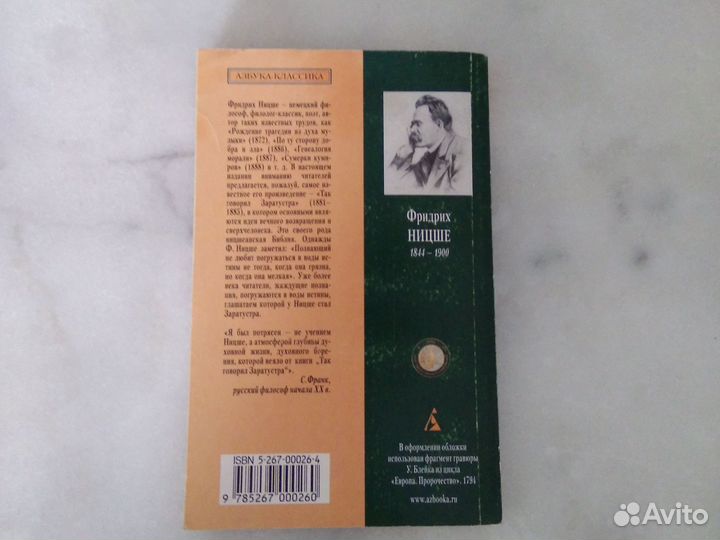 АЗБУКА-КЛАССИКА
Фридрих Ницше – немецкий фи-
лософ, филолог-классик, поэт, ав-
тор таких известных трудов, как
«Рождение трагедии из духа му-
зыки» (1872), «По ту сторону до-
бра и зла» (1886), «Генеалогия
морали» (1887), «Сумерки куми-
ров» (1888) и т. д. В настоящем
издании вниманию читателей
предлагается, пожалуй, самое из-
вестное его произведение – «Так
говорил Заратустра» (1881–
1885), в котором основными явля-
ются идеи вечного возвращения и
сверхчеловека. Это своего рода
ницшеанская Библия. Однажды
Ф. Ницше заметил: «Познающий
не любит погружаться в воды ис-
тины не тогда, когда она грязна,
но когда она мелкая». Уже более
века читатели, жаждущие позна-
ния, погружаются в воды истины,
глашатаем которой у Ницше стал
Заратустра.
«Я был потрясен – не учением
Ницше, а атмосферой глубины ду-
ховной жизни, духовного боре-
ния, которой веяло от книги „Так
говорил Заратустра“».
С. Франк,
русский философ начала XX в.
ISBN 5-267-00026-4
9 785267 000260
Фридрих
НИЦШЕ
1844 – 1900
В оформлении обложки
использован фрагмент гравюры
У. Блейка из цикла
«Европа. Пророчество». 1794
www.azbooka.ru
Avito